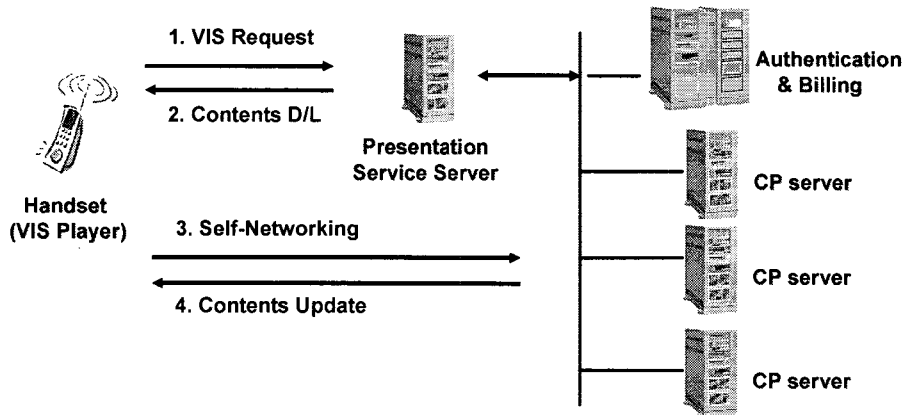 1. VIS Request
2. Contents D/L
Presentation
Service Server
Authentication
& Billing
Handset
(VIS Player)
3. Self-Networking
4. Contents Update
CP server
CP server
CP server